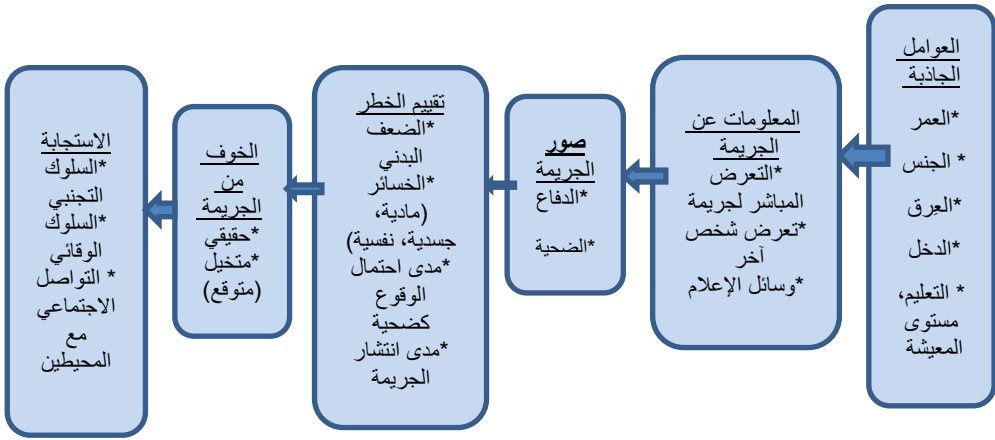 العوامل
الجاذبة
*العمر
* الجنس
*العِرق
*الدخل
* التعليم،
مستوى
المعيشة
المعلومات عن
الجريمة
*التعرض
المباشر لجريمة
*تعرض شخص
آخر
*وسائل الإعلام
صور
الجريمة
*الدفاع
*الضحية
تقييم الخطر
*الضعف
البدني
*الخسائر
(مادية،
جسدية، نفسية)
*مدى احتمال
الوقوع
كضحية
*مدى انتشار
الجريمة
الخوف
من
الجريمة
*حقيقي
*متخيل
(متوقع)
الاستجابة
*السلوك
التجنبي
*السلوك
الوقائي
* التواصل
الاجتماعي
مع
المحيطين